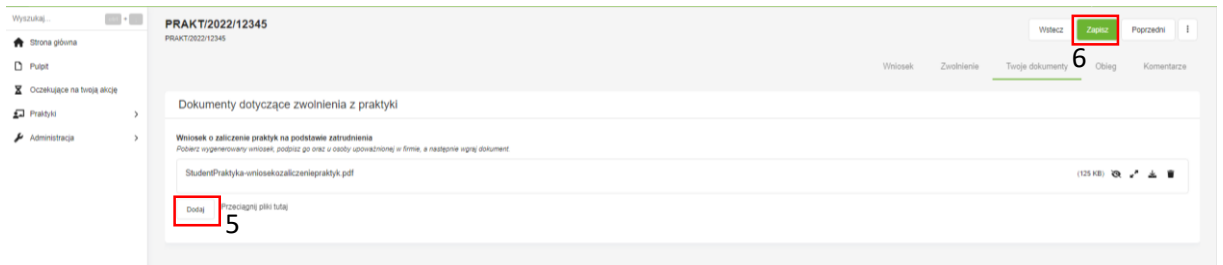 Wyszukaj...
Strona główna
Pulpit
Oczekujące na twoją akcję
Praktyki
Administracja
PRAKT/2022/12345
PRAKT/2022/12345
Wstecz Zapisz Poprzedni
6
Wniosek Zwolnienie Twoje dokumenty Obieg Komentarze
Dokumenty dotyczące zwolnienia z praktyki
Wniosek o zaliczenie praktyk na podstawie zatrudnienia
Pobierz wygenerowany wniosek, podpisz go oraz u osoby upoważnionej w firmie, a następnie wgraj dokument.
StudentPraktyka-wniosekozaliczeniepraktyk.pdf (125 KB)
Dodaj Przeciągnij pliki tutaj
5